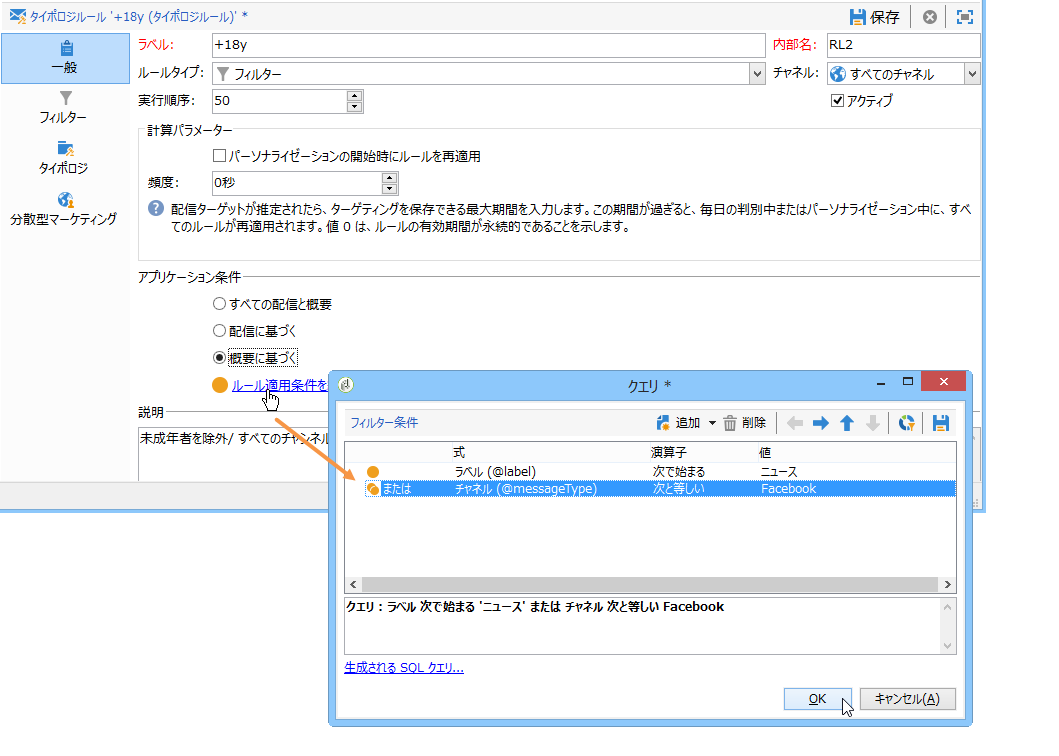 タイポロジルール '+18y (タイポロジルール)' *
保存
一般
フィルター
タイポロジ
分散型マーケティング
ラベル: +18y 内部名: RL2
ルールタイプ: フィルター チャネル: すべてのチャネル
実行順序: 50 アクティブ
計算パラメーター
パーソナライゼーションの開始時にルールを再適用
頻度: 0秒
配信ターゲットが推定されたら、ターゲティングを保存できる最大期間を入力します。この期間が過ぎると、毎日の判別中またはパーソナライゼーション中に、すべ
てのルールが再適用されます。値 0 は、ルールの有効期間が永続的であることを示します。
アプリケーション条件
すべての配信と概要
配信に基づく
概要に基づく
ルール適用条件を
説明
未成年者を除外/ すべてのチャンネル
クエリ *
フィルター条件 追加 削除
式 演算子 値
ラベル (@label) 次で始まる ニュース
または チャネル (@messageType) 次と等しい Facebook
クエリ : ラベル 次で始まる 'ニュース' または チャネル 次と等しい Facebook
生成される SQL クエリ...
OK キャンセル(A)